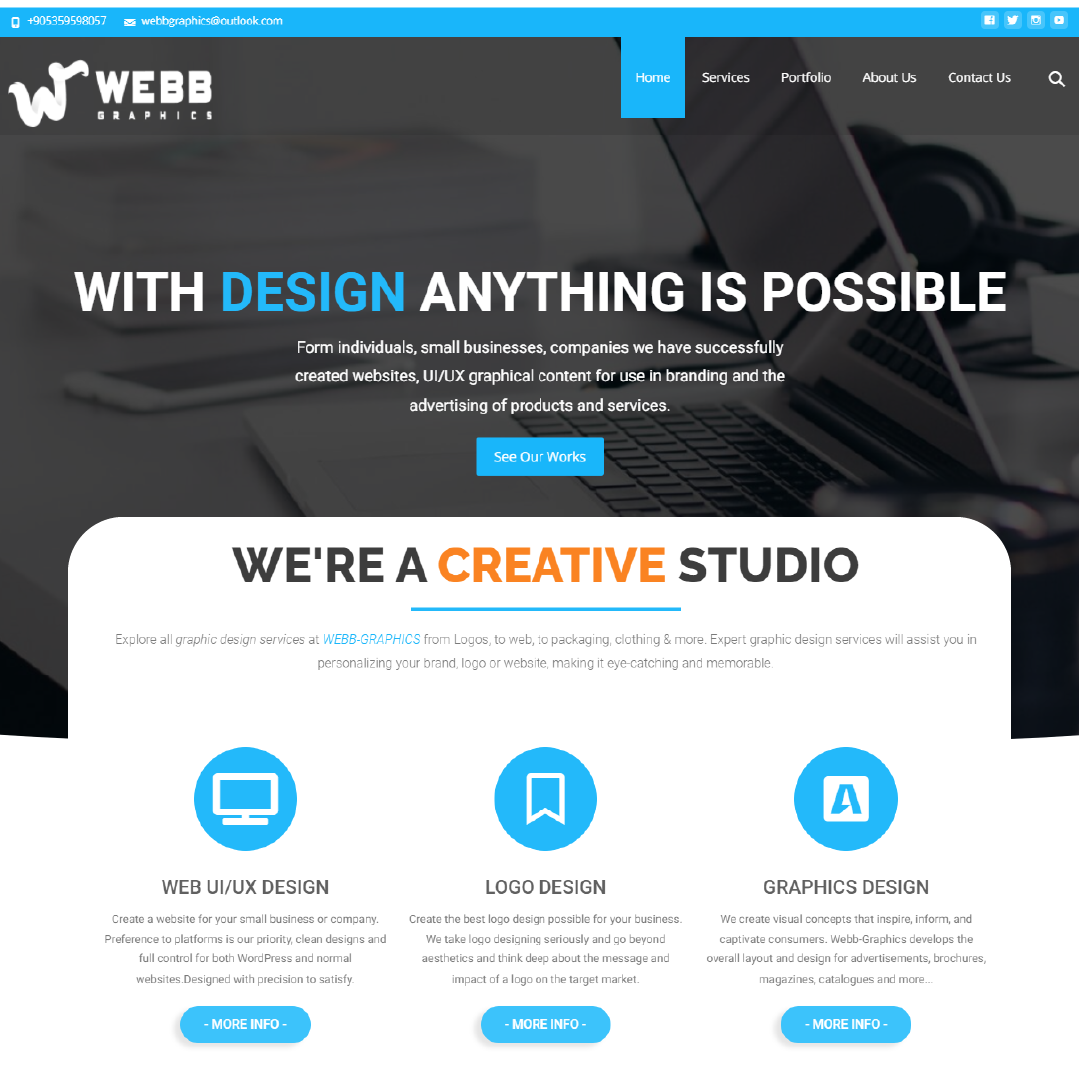 +905359598057 webbgraphics@outlook.com
WEBB
GRAPHICS
Home Services Portfolio About Us Contact Us
WITH DESIGN ANYTHING IS POSSIBLE
Form individuals, small businesses, companies we have successfully
created websites, UI/UX graphical content for use in branding and the
advertising of products and services.
See Our Works
WE'RE A CREATIVE STUDIO
Explore all graphic design services at WEBB-GRAPHICS from Logos, to web, to packaging, clothing & more. Expert graphic design services will assist you in
personalizing your brand, logo or website, making it eye-catching and memorable.
WEB UI/UX DESIGN
Create a website for your small business or company.
Preference to platforms is our priority, clean designs and
full control for both WordPress and normal
websites.Designed with precision to satisfy.
- MORE INFO -
LOGO DESIGN
Create the best logo design possible for your business.
We take logo designing seriously and go beyond
aesthetics and think deep about the message and
impact of a logo on the target market.
- MORE INFO -
GRAPHICS DESIGN
We create visual concepts that inspire, inform, and
captivate consumers. Webb-Graphics develops the
overall layout and design for advertisements, brochures,
magazines, catalogues and more...
- MORE INFO -